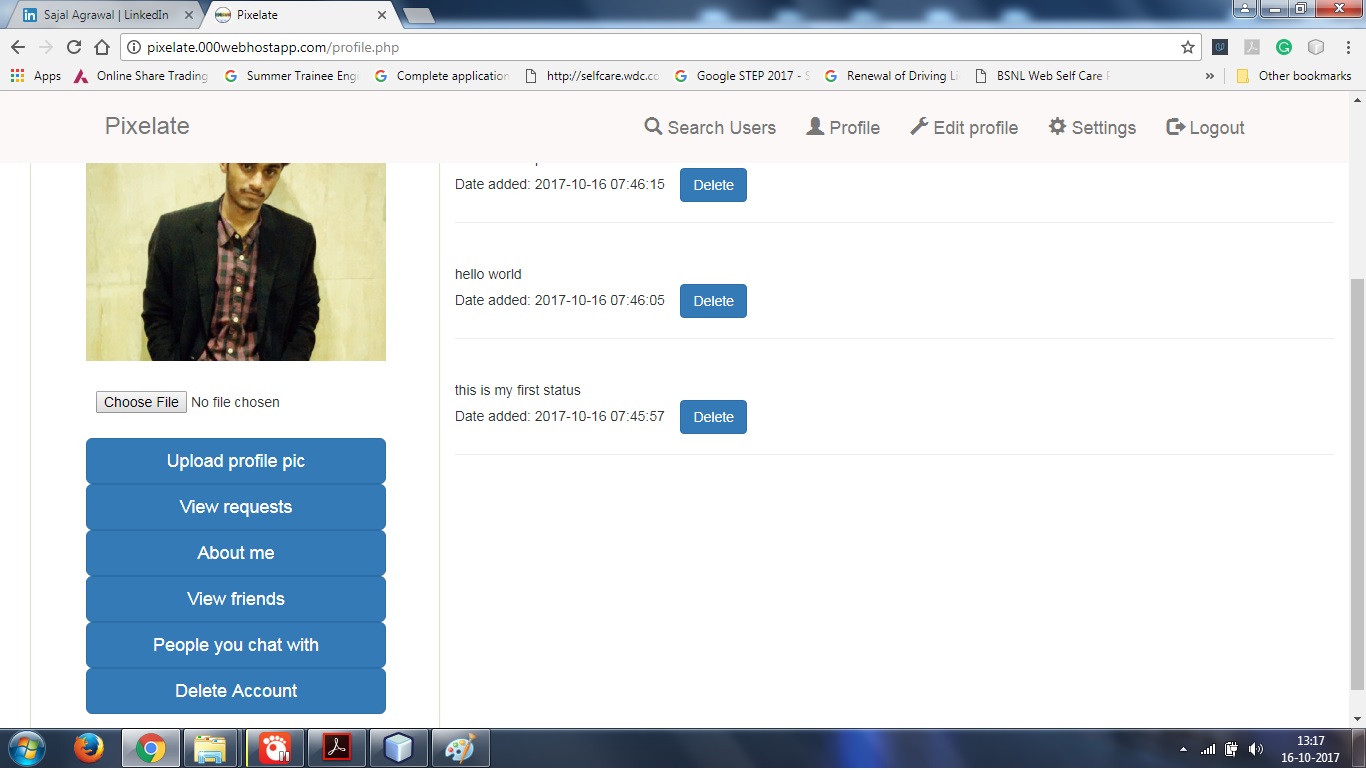 Sajal Agrawal | LinkedIn
Pixelate
pixelate.000webhostapp.com/profile.php
Apps
Online Share Trading
Summer Trainee Eng
Complete application
http://selfcare.wdc.co
Google STEP 2017 - S
Renewal of Driving Li
BSNL Web Self Care P
»
Other bookmarks
Pixelate
Search Users
Profile
Edit profile
Settings
Logout
Date added: 2017-10-16 07:46:15
Delete
hello world
Date added: 2017-10-16 07:46:05
Delete
this is my first status
Date added: 2017-10-16 07:45:57
Delete
Choose File No file chosen
Upload profile pic
View requests
About me
View friends
People you chat with
Delete Account
13:17
16-10-2017